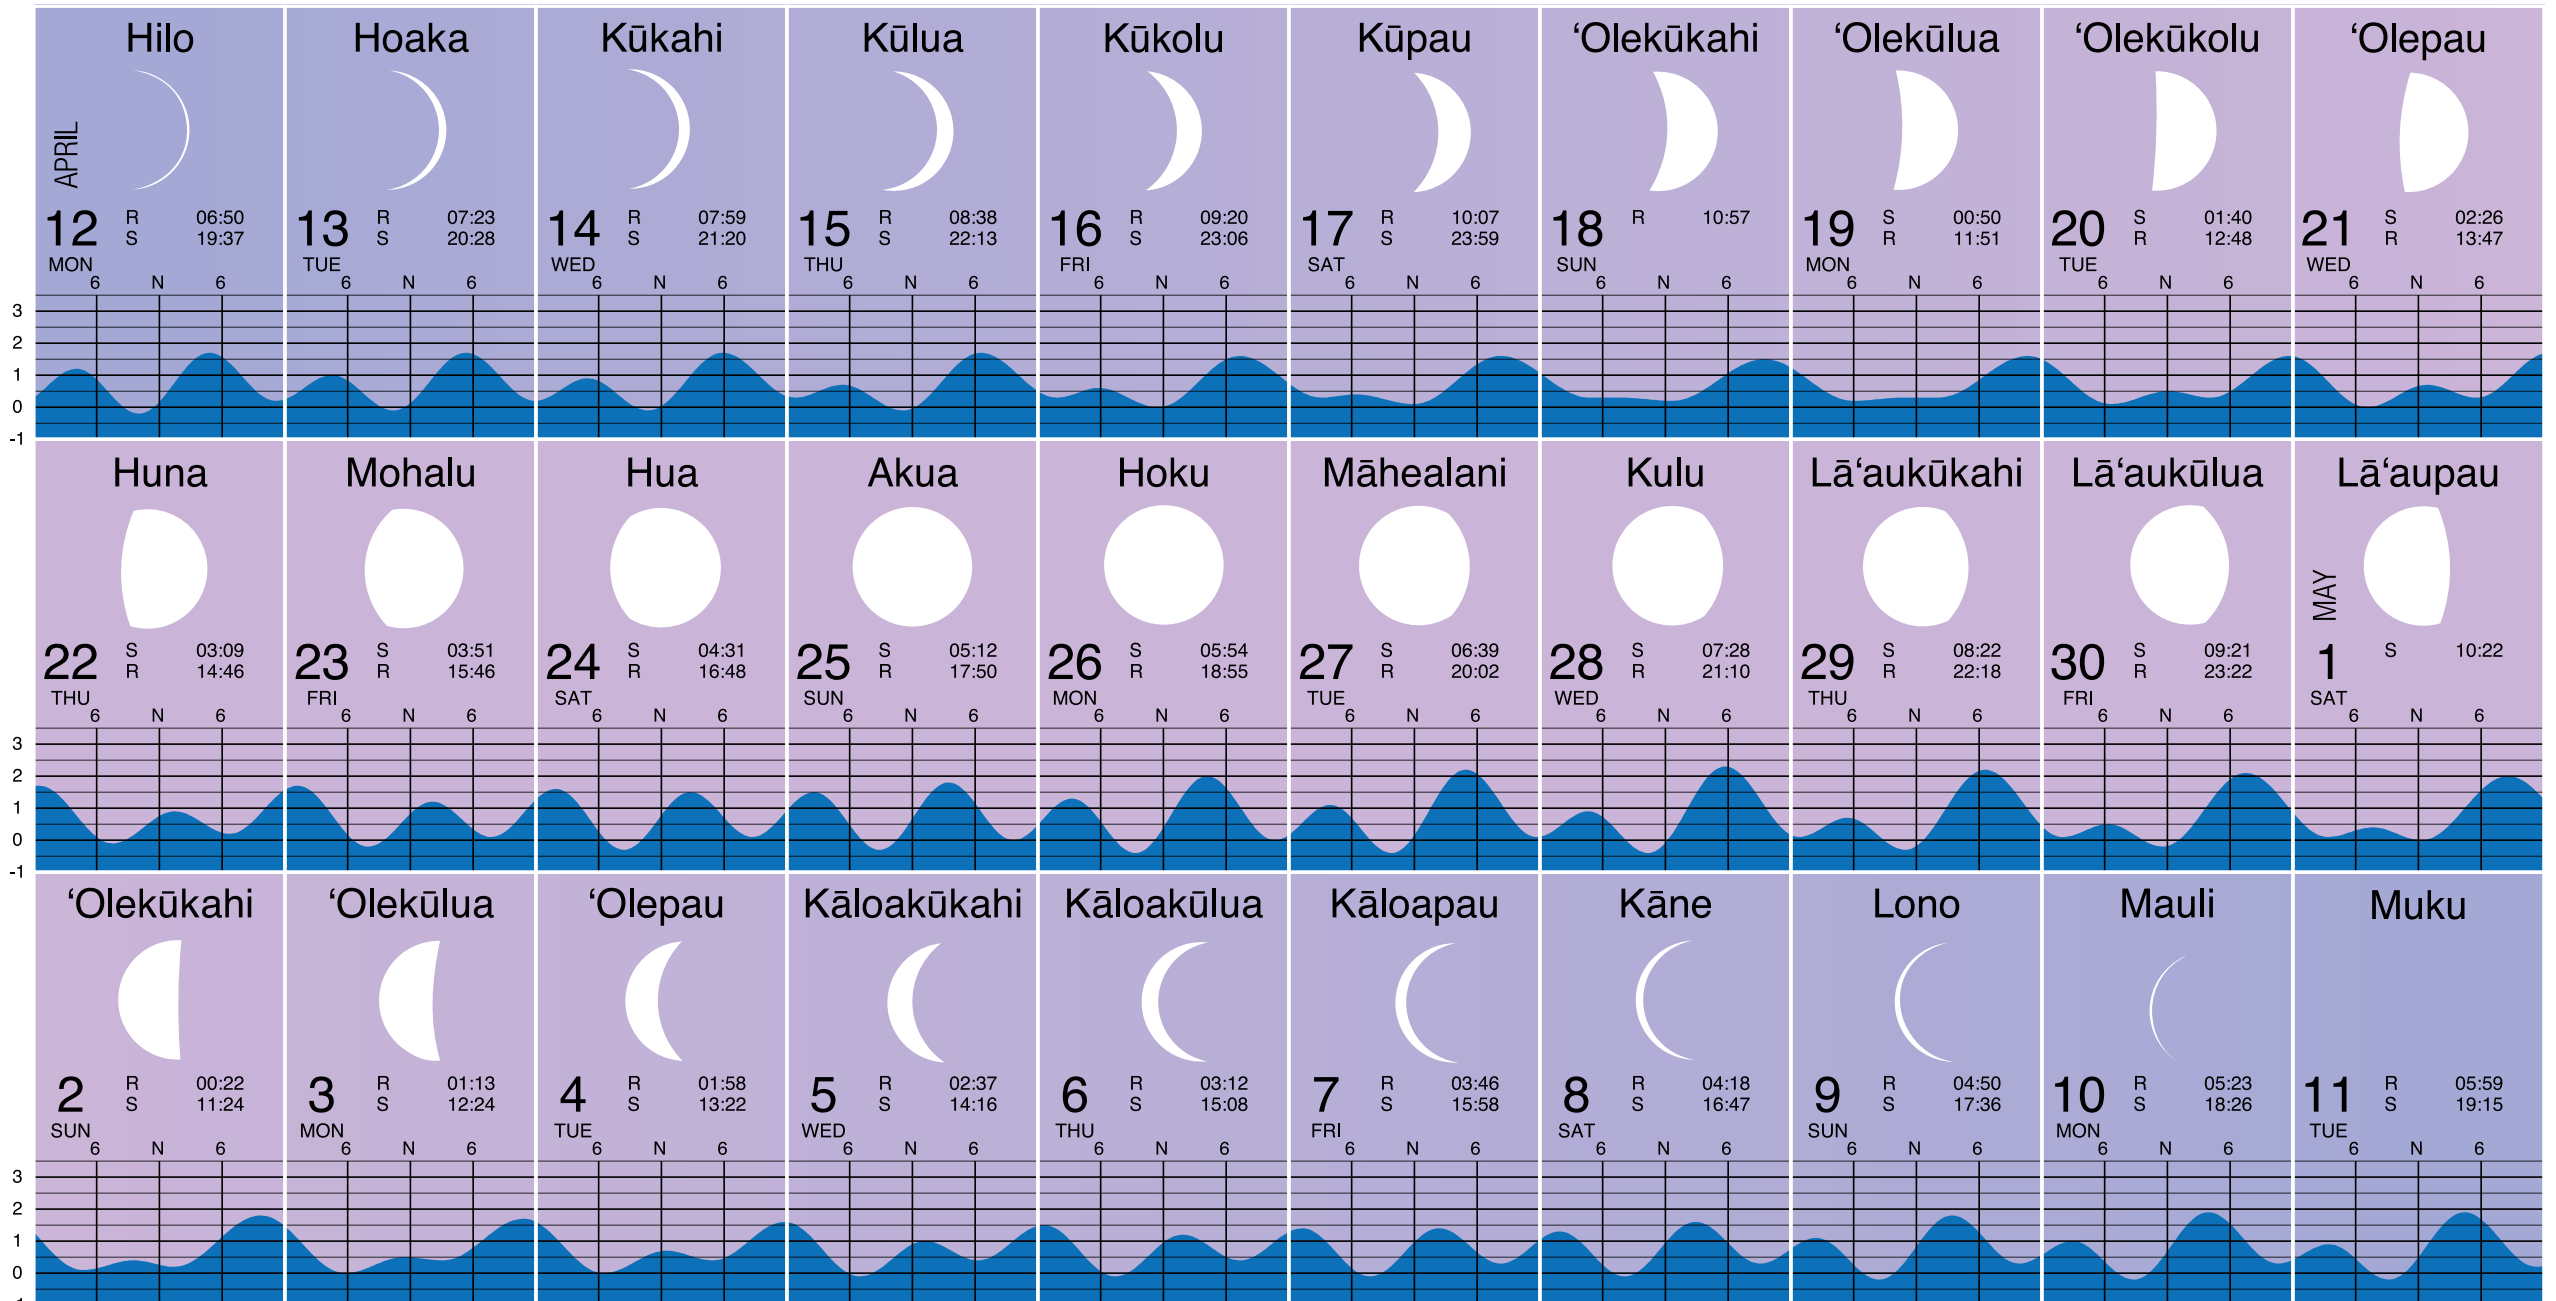 Hilo Hoaka Kūkahi Kūlua Kūkolu Kūpau ‘Olekūkahi ‘Olekūlua ‘Olekūkolu ‘Olepau
APRIL
12 R 06:50 13 R 07:23 14 R 07:59 15 R 08:38 16 R 09:20 17 R 10:07 18 R 10:57 19 S 00:50 20 S 01:40 21 S 02:26
S 19:37 S 20:28 S 21:20 S 22:13 S 23:06 S 23:59 R 11:51 R 12:48 R 13:47
MON TUE WED THU FRI SAT SUN MON TUE WED
6 N 6 6 N 6 6 N 6 6 N 6 6 N 6 6 N 6 6 N 6 6 N 6 6 N 6 6 N 6
3
2
1
0
-1
Huna Mohalu Hua Akua Hoku Māhealani Kulu Lā‘aukūkahi Lā‘aukūlua Lā‘aupau
MAY
22 S 03:09 23 S 03:51 24 S 04:31 25 S 05:12 26 S 05:54 27 S 06:39 28 S 07:28 29 S 08:22 30 S 09:21 1 S 10:22
R 14:46 R 15:46 R 16:48 R 17:50 R 18:55 R 20:02 R 21:10 R 22:18 R 23:22
THU FRI SAT SUN MON TUE WED THU FRI SAT
6 N 6 6 N 6 6 N 6 6 N 6 6 N 6 6 N 6 6 N 6 6 N 6 6 N 6 6 N 6
3
2
1
0
-1
‘Olekūkahi ‘Olekūlua ‘Olepau Kāloakūkahi Kāloakūlua Kāloapau Kāne Lono Mauli Muku
2 R 00:22 3 R 01:13 4 R 01:58 5 R 02:37 6 R 03:12 7 R 03:46 8 R 04:18 9 R 04:50 10 R 05:23 11 R 05:59
S 11:24 S 12:24 S 13:22 S 14:16 S 15:08 S 15:58 S 16:47 S 17:36 S 18:26 S 19:15
SUN MON TUE WED THU FRI SAT SUN MON TUE
6 N 6 6 N 6 6 N 6 6 N 6 6 N 6 6 N 6 6 N 6 6 N 6 6 N 6 6 N 6
3
2
1
0